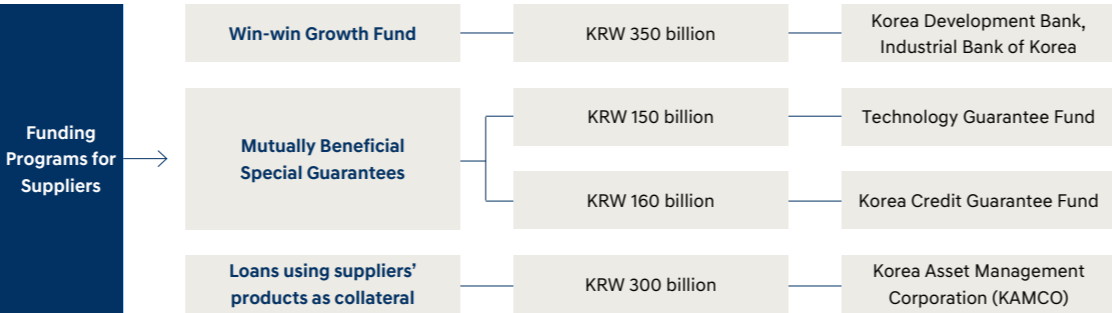 Funding
Programs for
Suppliers
Win-win Growth Fund
KRW 350 billion
Korea Development Bank,
Industrial Bank of Korea
Mutually Beneficial
Special Guarantees
KRW 150 billion
Technology Guarantee Fund
KRW 160 billion
Korea Credit Guarantee Fund
Loans using suppliers’
products as collateral
KRW 300 billion
Korea Asset Management
Corporation (KAMCO)